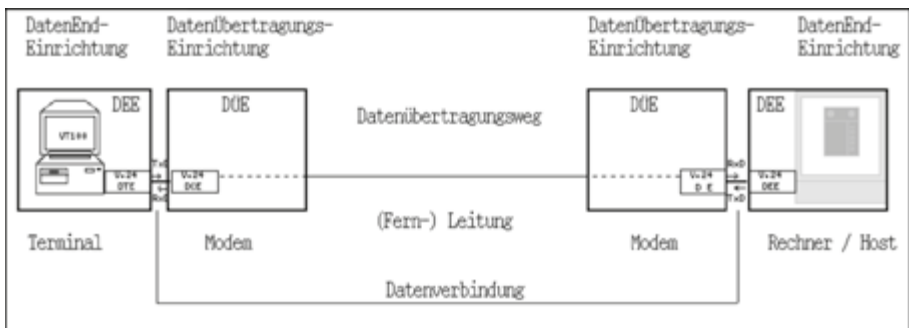 DatenEnd-
Einrichtung
DatenÜbertragungs-
Einrichtung
DatenÜbertragungs-
Einrichtung
DatenEnd-
Einrichtung
DEE
DÜE
Datenübertragungsweg
DÜE
DEE
VT100
TxD
RxD
V.24
DTE
V.24
DCE
V.24
D E
V.24
DEE
RxD
TxD
(Fern-) Leitung
Terminal
Modem
Modem
Rechner / Host
Datenverbindung